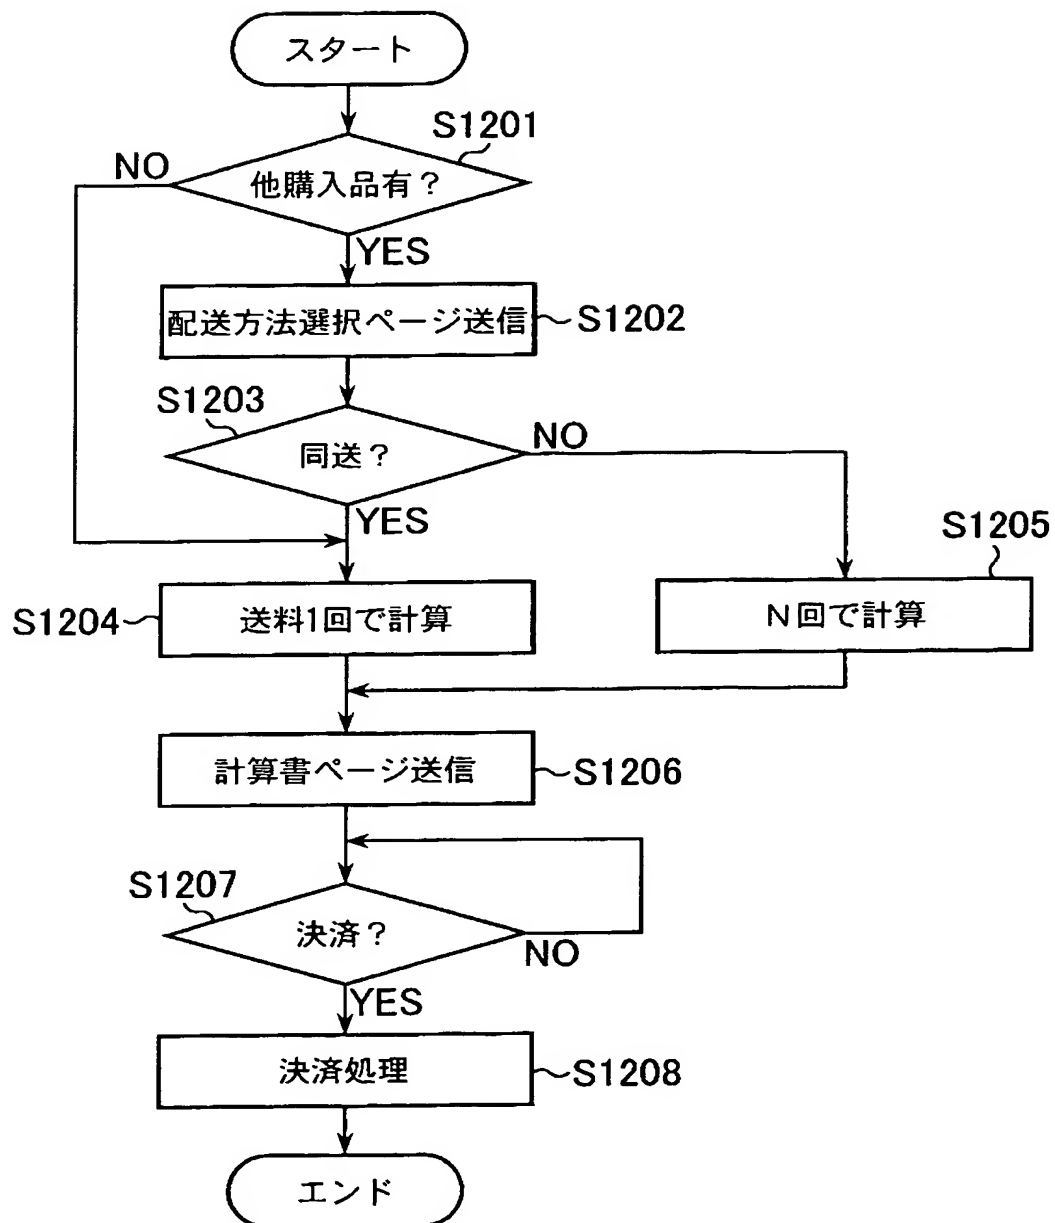 スタート
S1201
NO
他購入品有?
YES
配送方法選択ページ送信
S1202
S1203
同送?
NO
YES
S1205
S1204
送料1回で計算
N回で計算
計算書ページ送信
S1206
S1207
決済?
NO
YES
決済処理
S1208
エンド